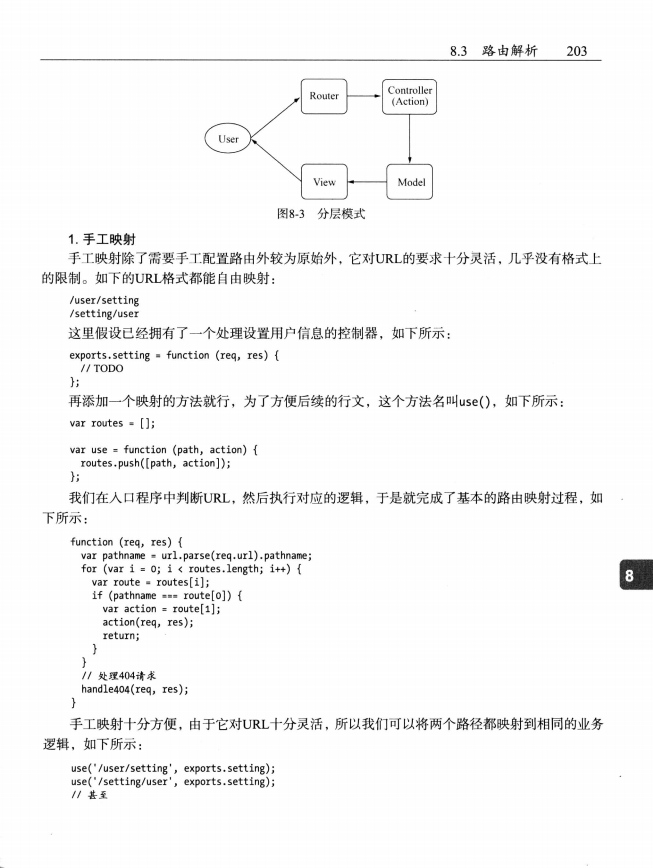 8.3 路由解析 203
Router
Controller
(Action)
User
View
Model
图8-3 分层模式
1. 手工映射
手工映射除了需要手工配置路由外较为原始外，它对URL的要求十分灵活，几乎没有格式上
的限制。如下的URL格式都能自由映射：
/user/setting
/setting/user
这里假设已经拥有了一个处理设置用户信息的控制器，如下所示：
exports.setting = function (req, res) {
// TODO
};
再添加一个映射的方法就行，为了方便后续的行文，这个方法名叫use()，如下所示：
var routes = [];
var use = function (path, action) {
routes.push([path, action]);
};
我们在入口程序中判断URL，然后执行对应的逻辑，于是就完成了基本的路由映射过程，如
下所示：
function (req, res) {
var pathname = url.parse(req.url).pathname;
for (var i = 0; i < routes.length; i++) {
var route = routes[i];
if (pathname === route[0]) {
var action = route[1];
action(req, res);
return;
}
}
// 处理404请求
handle404(req, res);
}
8
手工映射十分方便，由于它对URL十分灵活，所以我们可以将两个路径都映射到相同的业务
逻辑，如下所示：
use('/user/setting', exports.setting);
use('/setting/user', exports.setting);
// 甚至